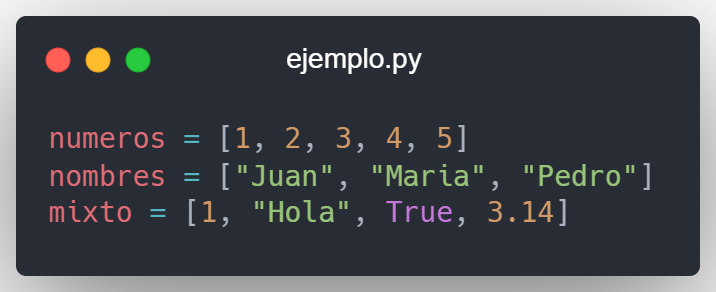 ejemplo.py
numeros = [1, 2, 3, 4, 5]
nombres = ["Juan", "Maria", "Pedro"]
mixto = [1, "Hola", True, 3.14]